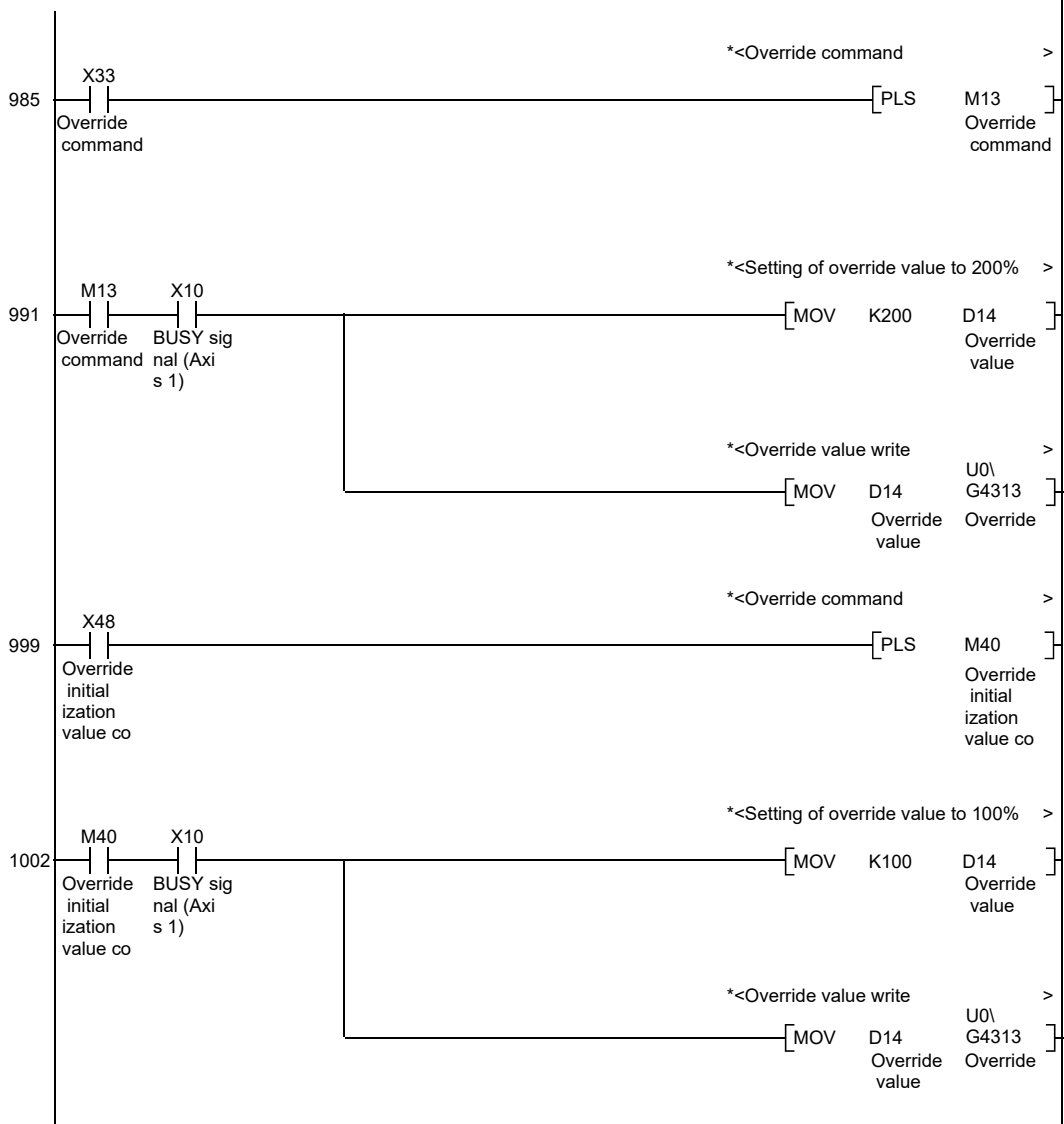 *<Override command >
X33
985
PLS M13
Override
command
Override
command
*<Setting of override value to 200% >
M13 X10
991
MOV K200 D14
Override
command
BUSY sig
nal (Axi
s 1)
Override
value
*<Override value write >
U0\
MOV D14 G4313
Override
value
Override
*<Override command >
X48
999
PLS M40
Override
initial
ization
value co
Override
initial
ization
value co
*<Setting of override value to 100% >
M40 X10
1002
MOV K100 D14
Override
initial
ization
value co
BUSY sig
nal (Axi
s 1)
Override
value
*<Override value write >
U0\
MOV D14 G4313
Override
value
Override